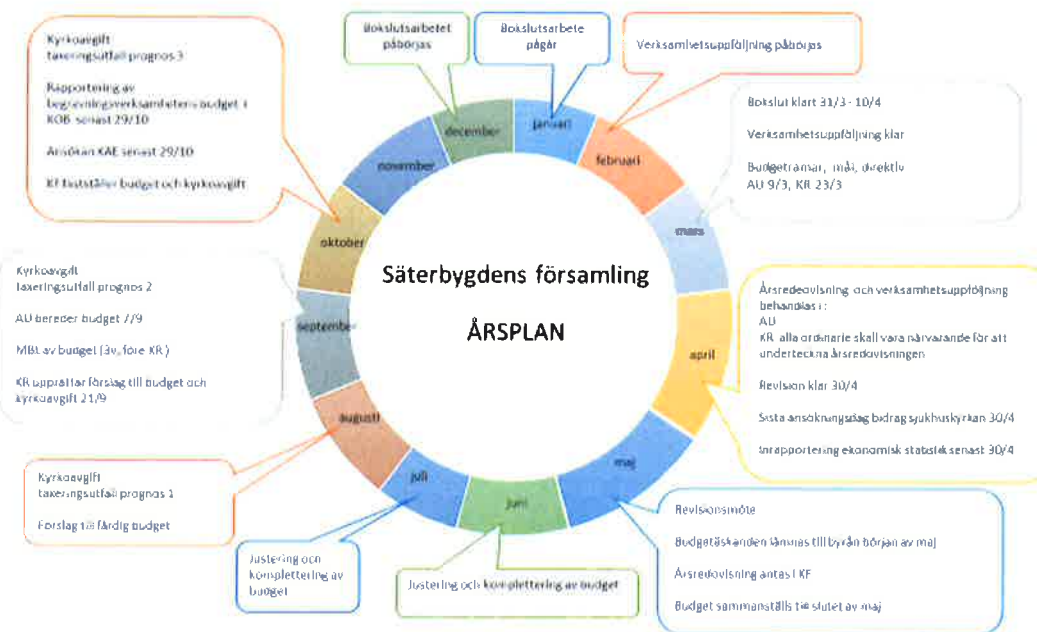 Säterbygdens församling
ÅRSPLAN
januari
februari
mars
april
maj
juni
juli
augusti
september
oktober
november
december
Bokslutsarbete
pågår
Verksamhetsuppföljning påbörjas
Bokslut klart 31/3 - 10/4
Verksamhetsuppföljning klar
Budgetramar, mål, direktiv
AU 9/3, KR 23/3
Årsredovisning och verksamhetsuppföljning
behandlas i :
AU
KR alla ordinarie skall vara närvarande för att
underteckna årsredovisningen
Revision klar 30/4
Sista ansökningsdag bidrag sjukhuskyrkan 30/4
Inrapportering ekonomisk statistik senast 30/4
Revisionsmöte
Budgetäskanden lämnas till byrån början av maj
Årsredovisning antas i KF
Budget sammanställs till slutet av maj
Justering och komplettering av budget
Justering och
komplettering av
budget
Kyrkoavgift
taxeringsutfall prognos 1
Förslag till färdig budget
Kyrkoavgift
taxeringsutfall prognos 2
AU bereder budget 7/9
MBL av budget (3v. före KR)
KR upprättar förslag till budget och
kyrkoavgift 21/9
Kyrkoavgift
taxeringsutfall prognos 3
Rapportering av
begravningsverksamhetens budget i
KOB senast 29/10
Ansökan KAE senast 29/10
KF fastställer budget och kyrkoavgift
Bokslutsarbetet
påbörjas